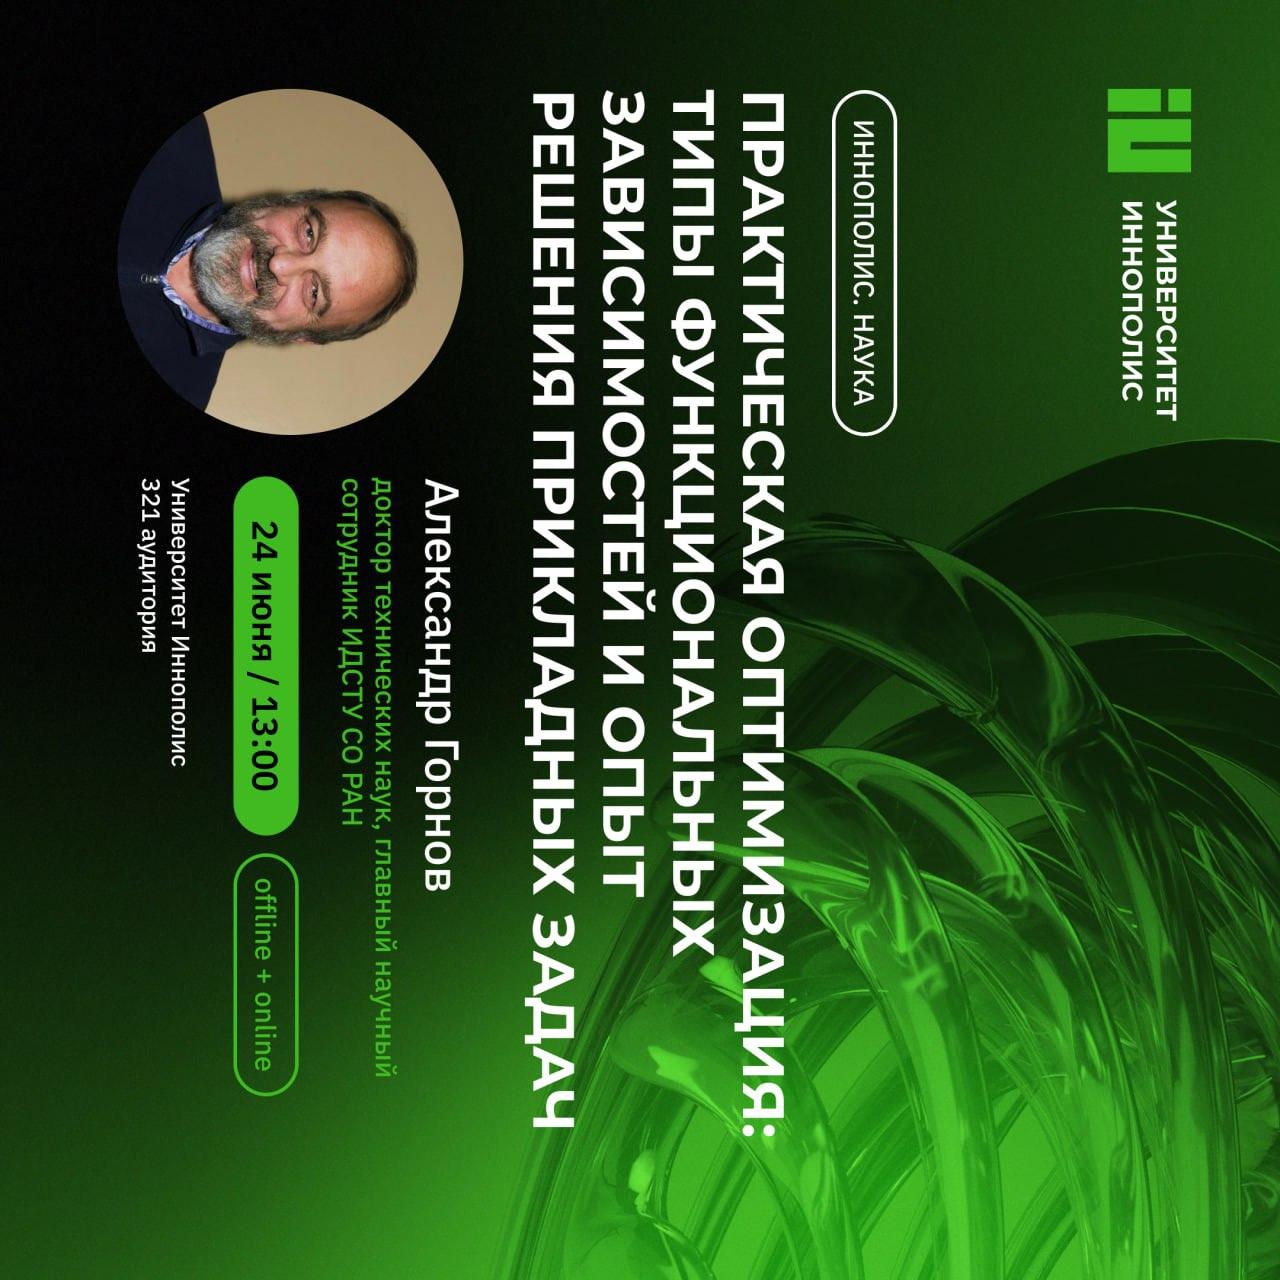 УНИВЕРСИТЕТ
ИННОПОЛИС
ИННОПОЛИС. НАУКА
ПРАКТИЧЕСКАЯ ОПТИМИЗАЦИЯ:
ТИПЫ ФУНКЦИОНАЛЬНЫХ
ЗАВИСИМОСТЕЙ И ОПЫТ
РЕШЕНИЯ ПРИКЛАДНЫХ ЗАДАЧ
Александр Горнов
доктор технических наук, главный научный
сотрудник ИДСТУ СО РАН
24 июня / 13:00
offline + online
Университет Иннополис
321 аудитория